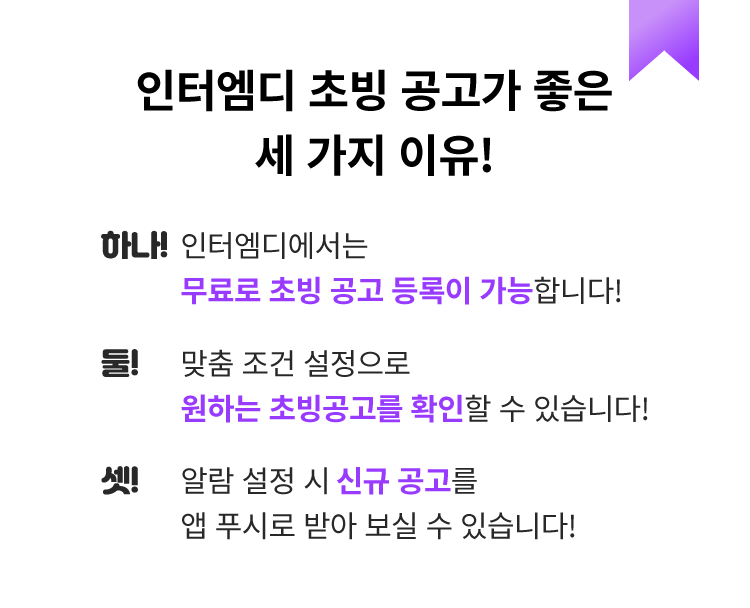 인터엠디 초빙 공고가 좋은
세 가지 이유!
하나! 인터엠디에서는
무료로 초빙 공고 등록이 가능합니다!
둘! 맞춤 조건 설정으로
원하는 초빙공고를 확인할 수 있습니다!
셋! 알람 설정 시 신규 공고를
앱 푸시로 받아 보실 수 있습니다!